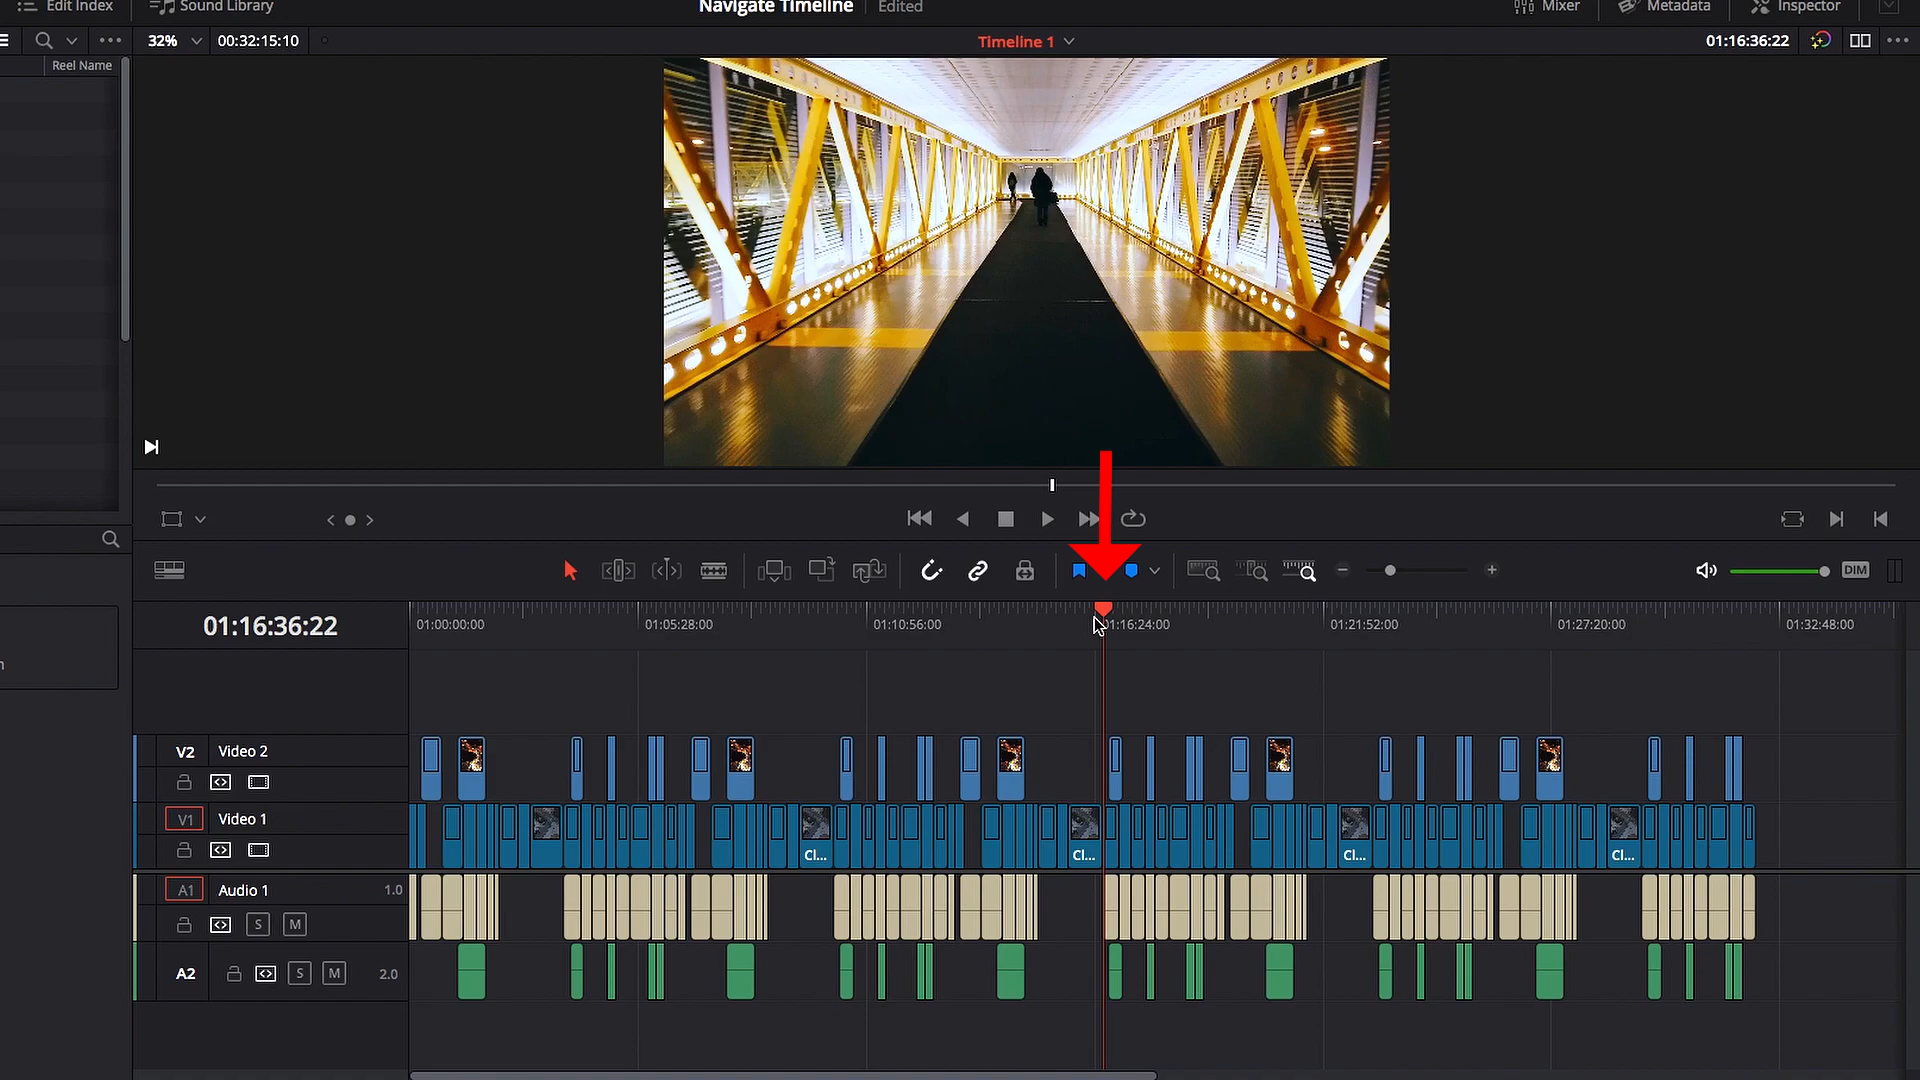 Edit Index
Sound Library
Navigate Timeline
Edited
Mixer
Metadata
Inspector
32%
00:32:15:10
Timeline 1
01:16:36:22
Reel Name
DIM
01:16:36:22
01:00:00:00
01:05:28:00
01:10:56:00
01:16:24:00
01:21:52:00
01:27:20:00
01:32:48:00
V2
Video 2
V1
Video 1
Cl...
Cl...
Cl...
Cl...
A1
Audio 1
1.0
S
M
A2
S
M
2.0